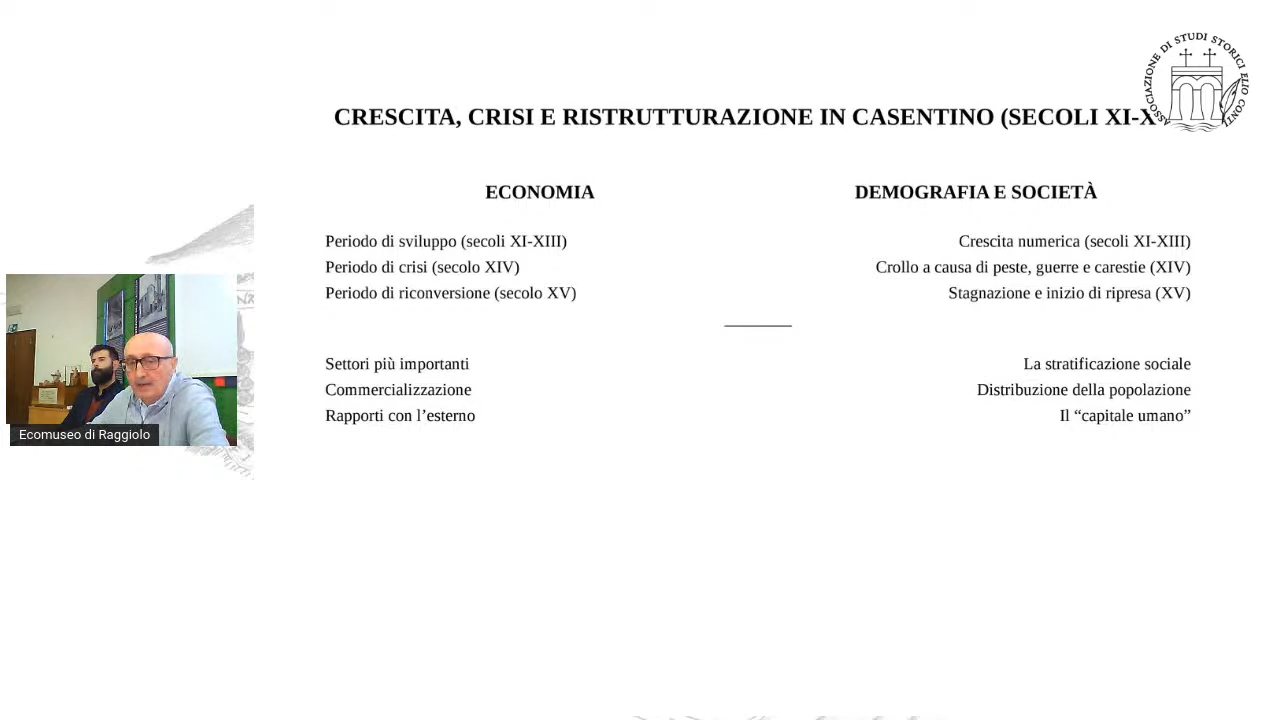 ASSOCIAZIONE DI STUDI STORICI ELIO CONTI
CRESCITA, CRISI E RISTRUTTURAZIONE IN CASENTINO (SECOLI XI-X
ECONOMIA
Periodo di sviluppo (secoli XI-XIII)
Periodo di crisi (secolo XIV)
Periodo di riconversione (secolo XV)
Settori più importanti
Commercializzazione
Rapporti con l’esterno
DEMOGRAFIA E SOCIETÀ
Crescita numerica (secoli XI-XIII)
Crollo a causa di peste, guerre e carestie (XIV)
Stagnazione e inizio di ripresa (XV)
La stratificazione sociale
Distribuzione della popolazione
Il “capitale umano”
Ecomuseo di Raggiolo